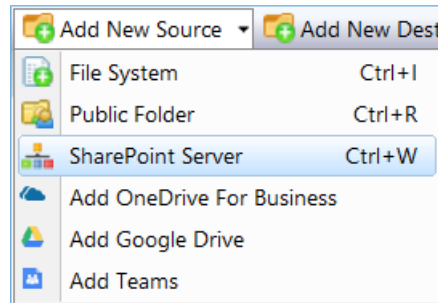 Add New Source Add New Dest
File System Ctrl+I
Public Folder Ctrl+R
SharePoint Server Ctrl+W
Add OneDrive For Business
Add Google Drive
Add Teams